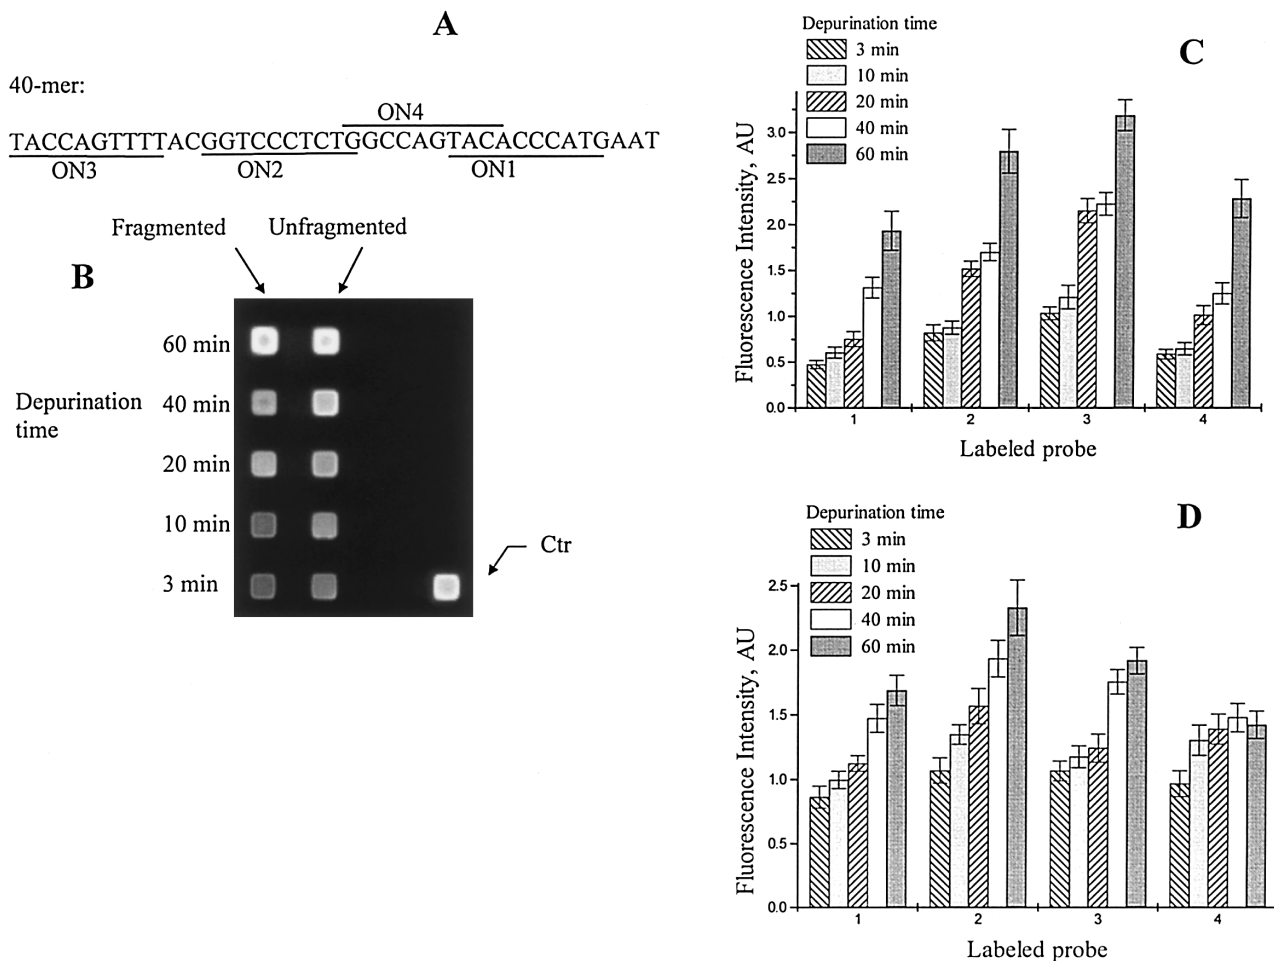 A
40-mer:
ON4
TACCAGTTTTACGGTCCCTCTGGCCAGTACACCCATGAAT
ON3 ON2 ON1
Fragmented Unfragmented
B
60 min
Depurination time
40 min
20 min
10 min
3 min
Ctr
C
Depurination time
3 min
10 min
20 min
40 min
60 min
Fluorescence Intensity, AU
3.0
2.5
2.0
1.5
1.0
0.5
0.0
1 2 3 4
Labeled probe
D
Depurination time
3 min
10 min
20 min
40 min
60 min
Fluorescence Intensity, AU
2.5
2.0
1.5
1.0
0.5
0.0
1 2 3 4
Labeled probe